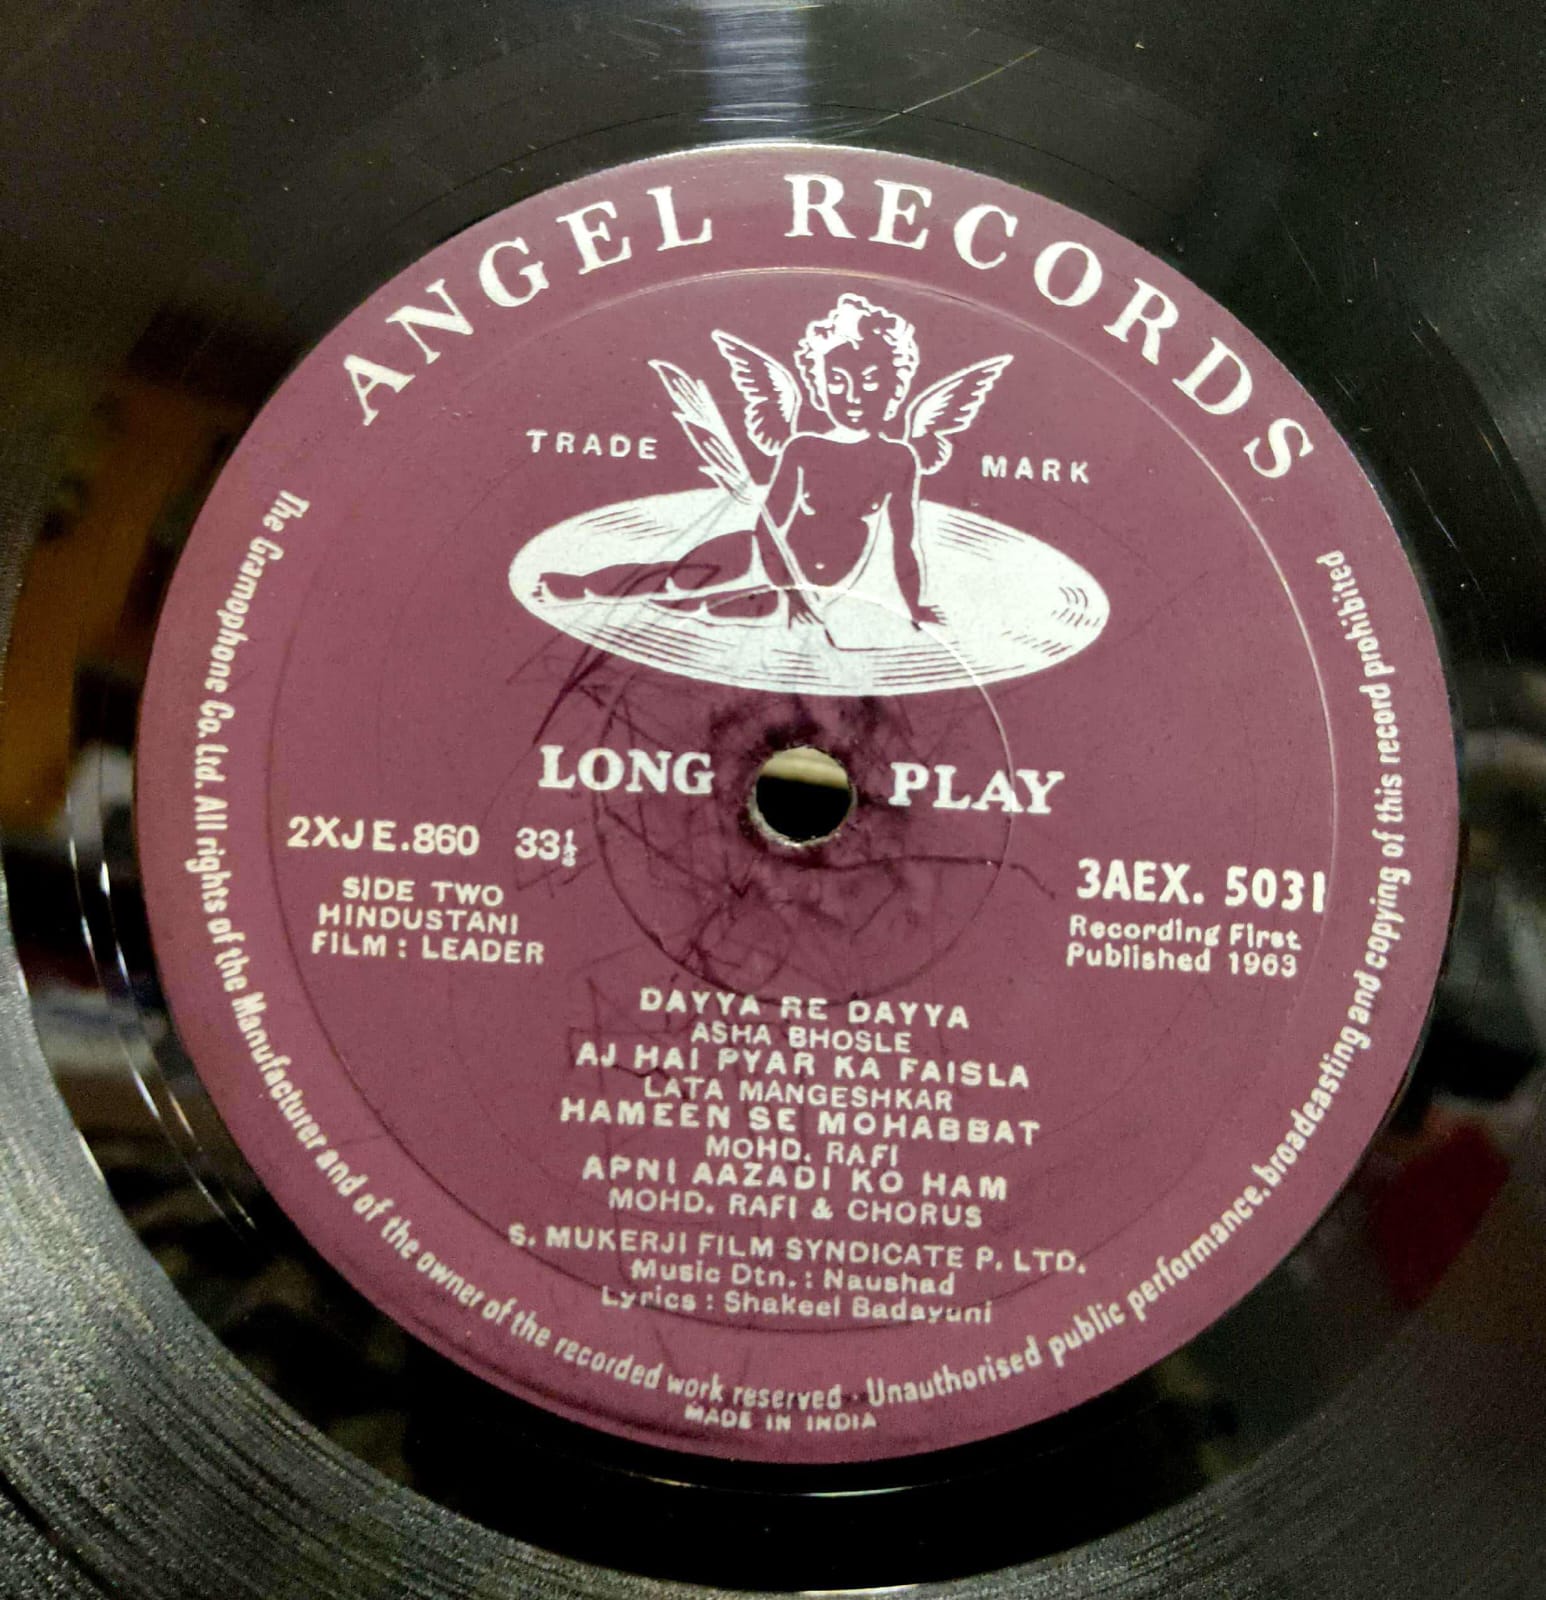 ANGEL RECORDS
TRADE MARK
LONG PLAY
2XJE.860 33⅓
SIDE TWO
HINDUSTANI
FILM : LEADER
3AEX. 5031
Recording First
Published 1963
DAYYA RE DAYYA
ASHA BHOSLE
AJ HAI PYAR KA FAISLA
LATA MANGESHKAR
HAMEEN SE MOHABBAT
MOHD. RAFI
APNI AAZADI KO HAM
MOHD. RAFI & CHORUS
S. MUKERJI FILM SYNDICATE P. LTD.
Music Dtn. : Naushad
Lyrics : Shakeel Badayuni
The Gramophone Co. Ltd. All rights of the Manufacturer and of the owner of the recorded work reserved · Unauthorised public performance, broadcasting and copying of this record prohibited
MADE IN INDIA